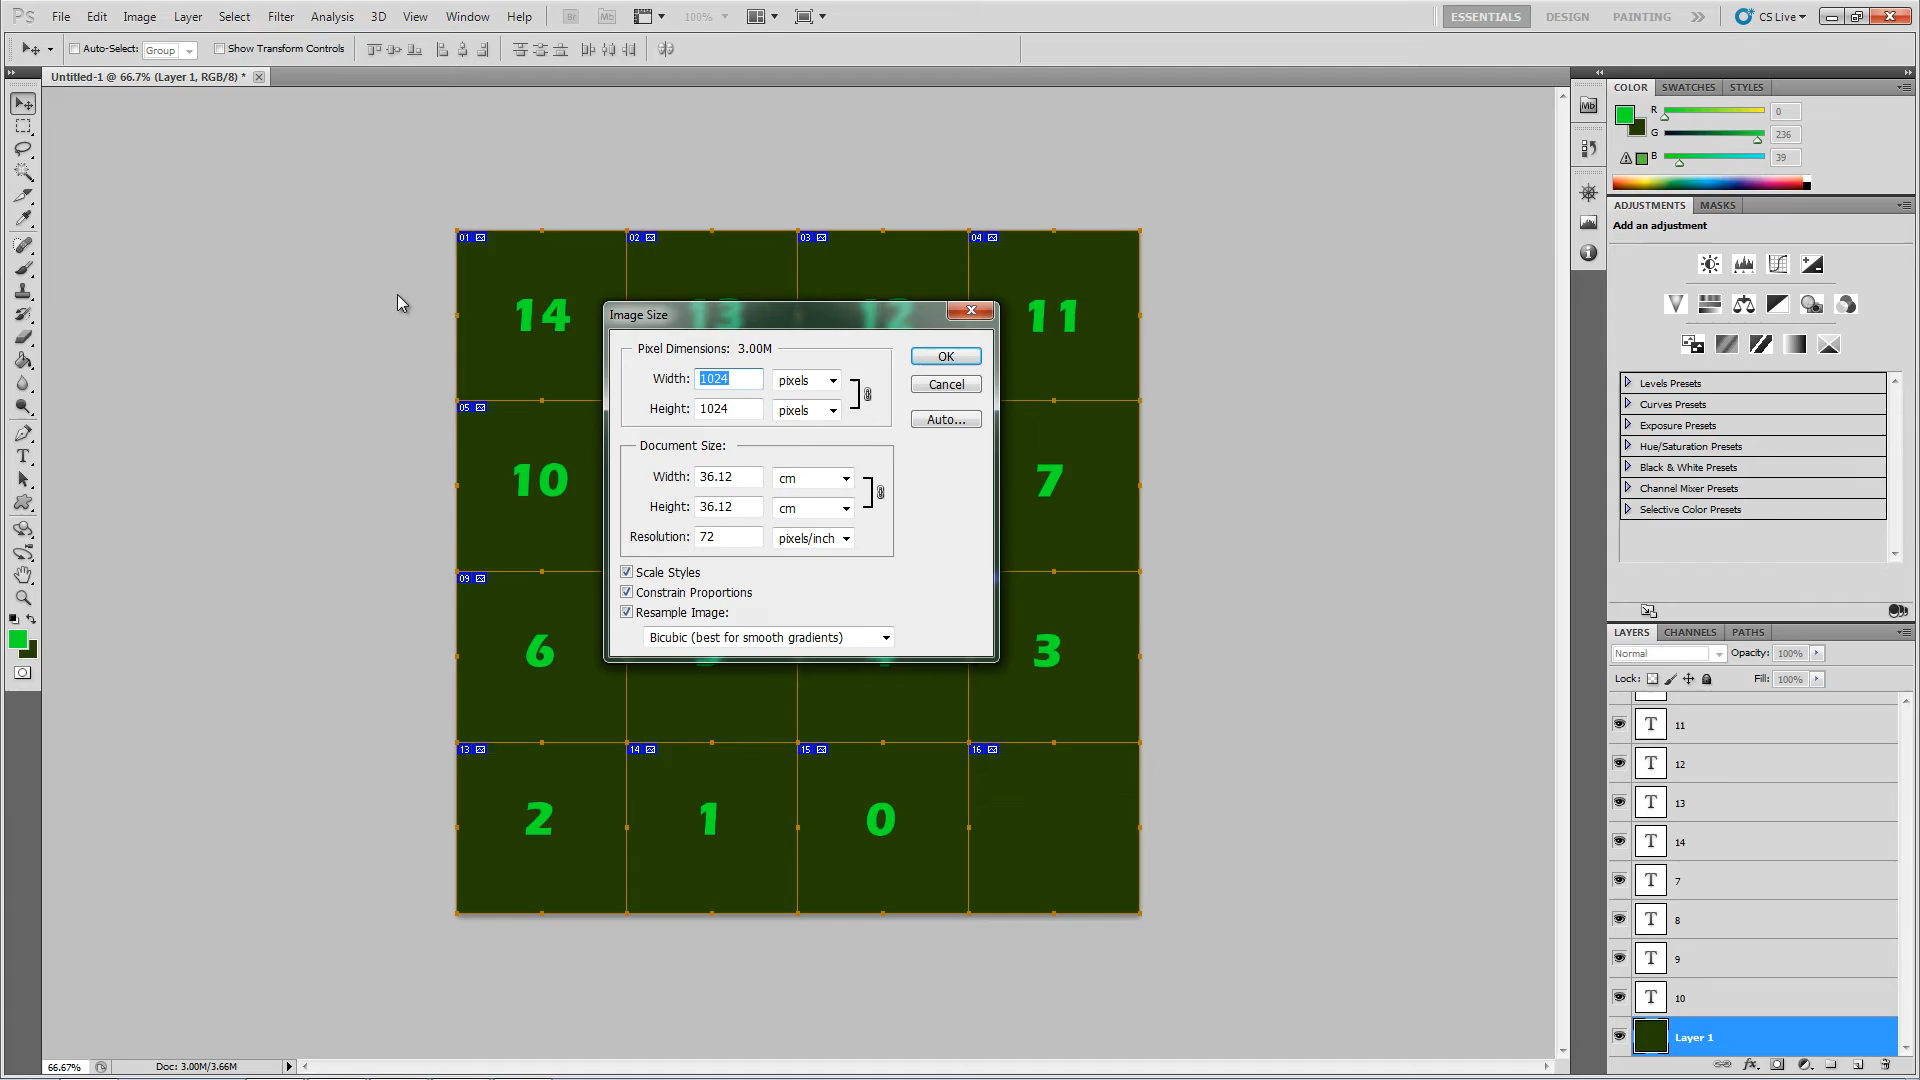 Ps File Edit Image Layer Select Filter Analysis 3D View Window Help Br Mb 100% ESSENTIALS DESIGN PAINTING CS Live
Auto-Select: Group Show Transform Controls
Untitled-1 @ 66.7% (Layer 1, RGB/8) *
01 02 03 04
14 13 12 11
05
10 7
09
6 3
13 14 15 16
2 1 0
Image Size
Pixel Dimensions: 3.00M
Width: 1024 pixels
Height: 1024 pixels
Document Size:
Width: 36.12 cm
Height: 36.12 cm
Resolution: 72 pixels/inch
Scale Styles
Constrain Proportions
Resample Image:
Bicubic (best for smooth gradients)
OK
Cancel
Auto...
Mb
COLOR SWATCHES STYLES
R 0
G 236
B 39
ADJUSTMENTS MASKS
Add an adjustment
Levels Presets
Curves Presets
Exposure Presets
Hue/Saturation Presets
Black & White Presets
Channel Mixer Presets
Selective Color Presets
LAYERS CHANNELS PATHS
Normal Opacity: 100%
Lock: Fill: 100%
T 11
T 12
T 13
T 14
T 7
T 8
T 9
T 10
Layer 1
fx
T
66.67% Doc: 3.00M/3.66M